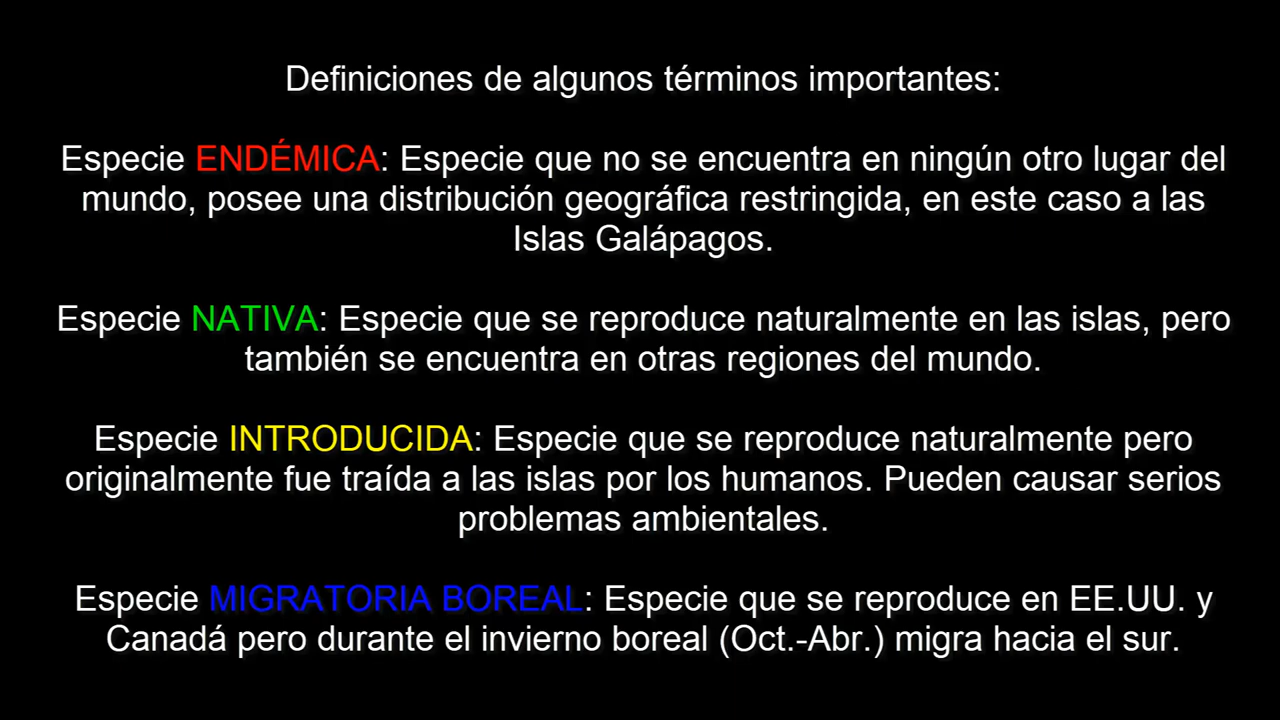 Definiciones de algunos términos importantes:
Especie ENDÉMICA: Especie que no se encuentra en ningún otro lugar del
mundo, posee una distribución geográfica restringida, en este caso a las
Islas Galápagos.
Especie NATIVA: Especie que se reproduce naturalmente en las islas, pero
también se encuentra en otras regiones del mundo.
Especie INTRODUCIDA: Especie que se reproduce naturalmente pero
originalmente fue traída a las islas por los humanos. Pueden causar serios
problemas ambientales.
Especie MIGRATORIA BOREAL: Especie que se reproduce en EE.UU. y
Canadá pero durante el invierno boreal (Oct.-Abr.) migra hacia el sur.